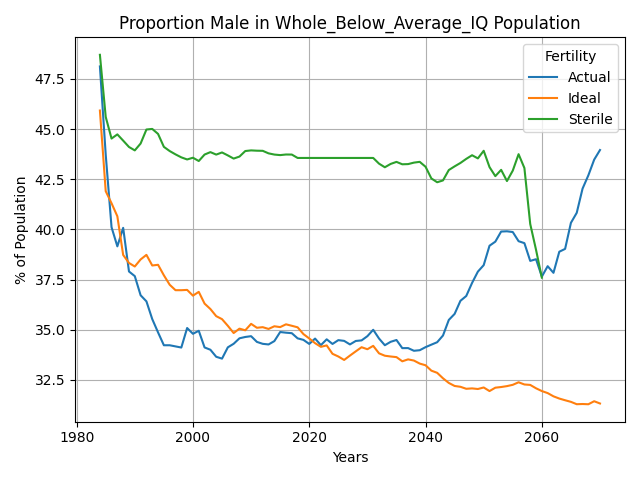 Proportion Male in Whole_Below_Average_IQ Population
% of Population
47.5
45.0
42.5
40.0
37.5
35.0
32.5
1980
2000
2020
2040
2060
Years
Fertility
Actual
Ideal
Sterile